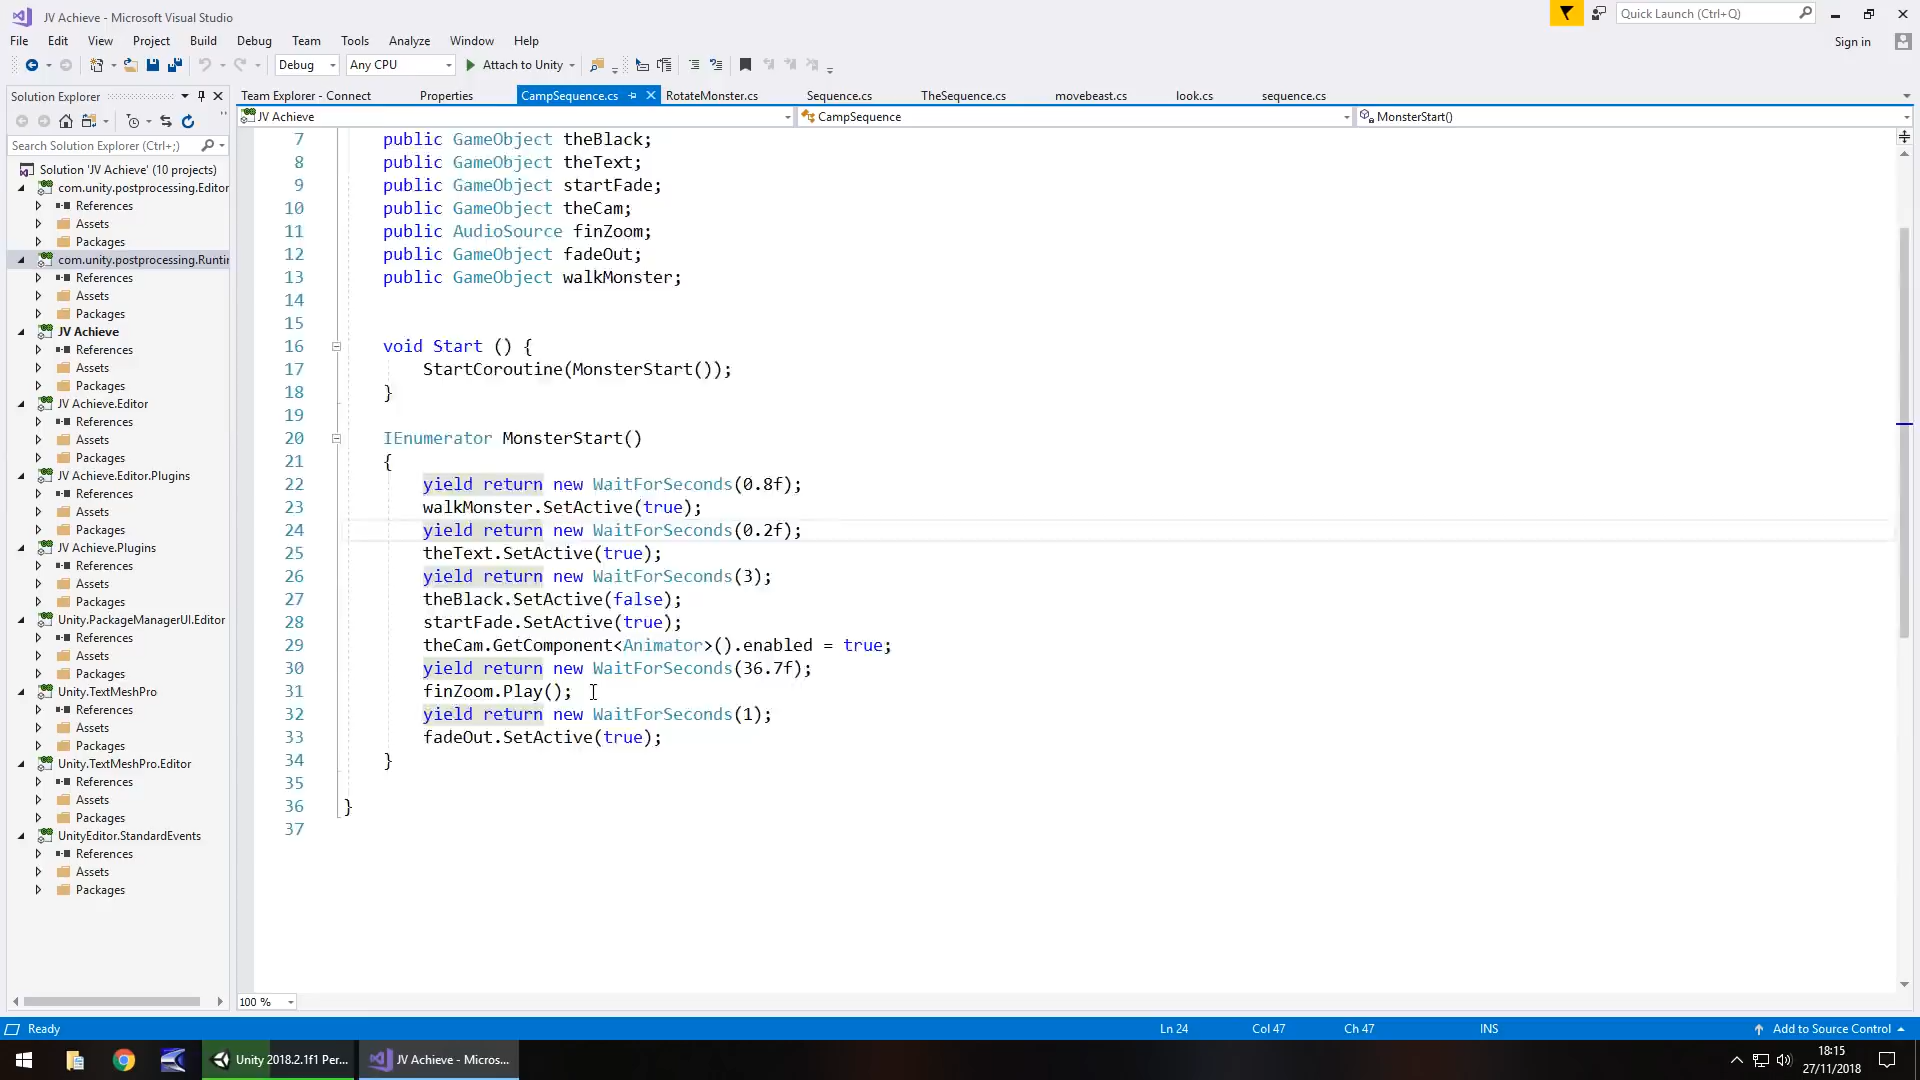 JV Achieve - Microsoft Visual Studio
Quick Launch (Ctrl+Q)
File Edit View Project Build Debug Team Tools Analyze Window Help
Sign in
Debug Any CPU Attach to Unity
Solution Explorer
Team Explorer - Connect Properties CampSequence.cs RotateMonster.cs Sequence.cs TheSequence.cs movebeast.cs look.cs sequence.cs
JV Achieve CampSequence MonsterStart()
Search Solution Explorer (Ctrl+;)
Solution 'JV Achieve' (10 projects)
com.unity.postprocessing.Editor
References
Assets
Packages
com.unity.postprocessing.Runtin
References
Assets
Packages
JV Achieve
References
Assets
Packages
JV Achieve.Editor
References
Assets
Packages
JV Achieve.Editor.Plugins
References
Assets
Packages
JV Achieve.Plugins
References
Assets
Packages
Unity.PackageManagerUI.Editor
References
Assets
Packages
Unity.TextMeshPro
References
Assets
Packages
Unity.TextMeshPro.Editor
References
Assets
Packages
UnityEditor.StandardEvents
References
Assets
Packages
7 public GameObject theBlack;
8 public GameObject theText;
9 public GameObject startFade;
10 public GameObject theCam;
11 public AudioSource finZoom;
12 public GameObject fadeOut;
13 public GameObject walkMonster;
14
15
16 void Start () {
17 StartCoroutine(MonsterStart());
18 }
19
20 IEnumerator MonsterStart()
21 {
22 yield return new WaitForSeconds(0.8f);
23 walkMonster.SetActive(true);
24 yield return new WaitForSeconds(0.2f);
25 theText.SetActive(true);
26 yield return new WaitForSeconds(3);
27 theBlack.SetActive(false);
28 startFade.SetActive(true);
29 theCam.GetComponent<Animator>().enabled = true;
30 yield return new WaitForSeconds(36.7f);
31 finZoom.Play();
32 yield return new WaitForSeconds(1);
33 fadeOut.SetActive(true);
34 }
35
36 }
37
100 %
Ready Ln 24 Col 47 Ch 47 INS Add to Source Control
Unity 2018.2.1f1 Per... JV Achieve - Micros...
18:15
27/11/2018